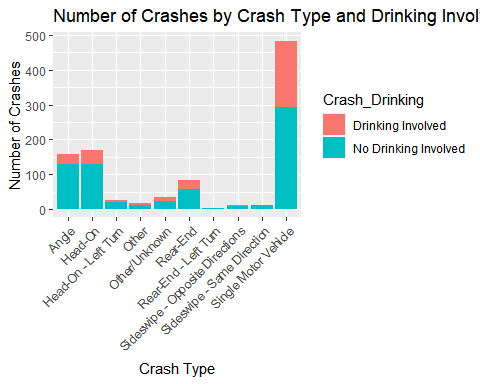 Number of Crashes by Crash Type and Drinking Invol
500
400
300
200
100
0
Number of Crashes
Angle
Head-On
Head-On - Left Turn
Other
Other/Unknown
Rear-End
Rear-End - Left Turn
Sideswipe - Opposite Directions
Sideswipe - Same Direction
Single Motor Vehicle
Crash Type
Crash_Drinking
Drinking Involved
No Drinking Involved